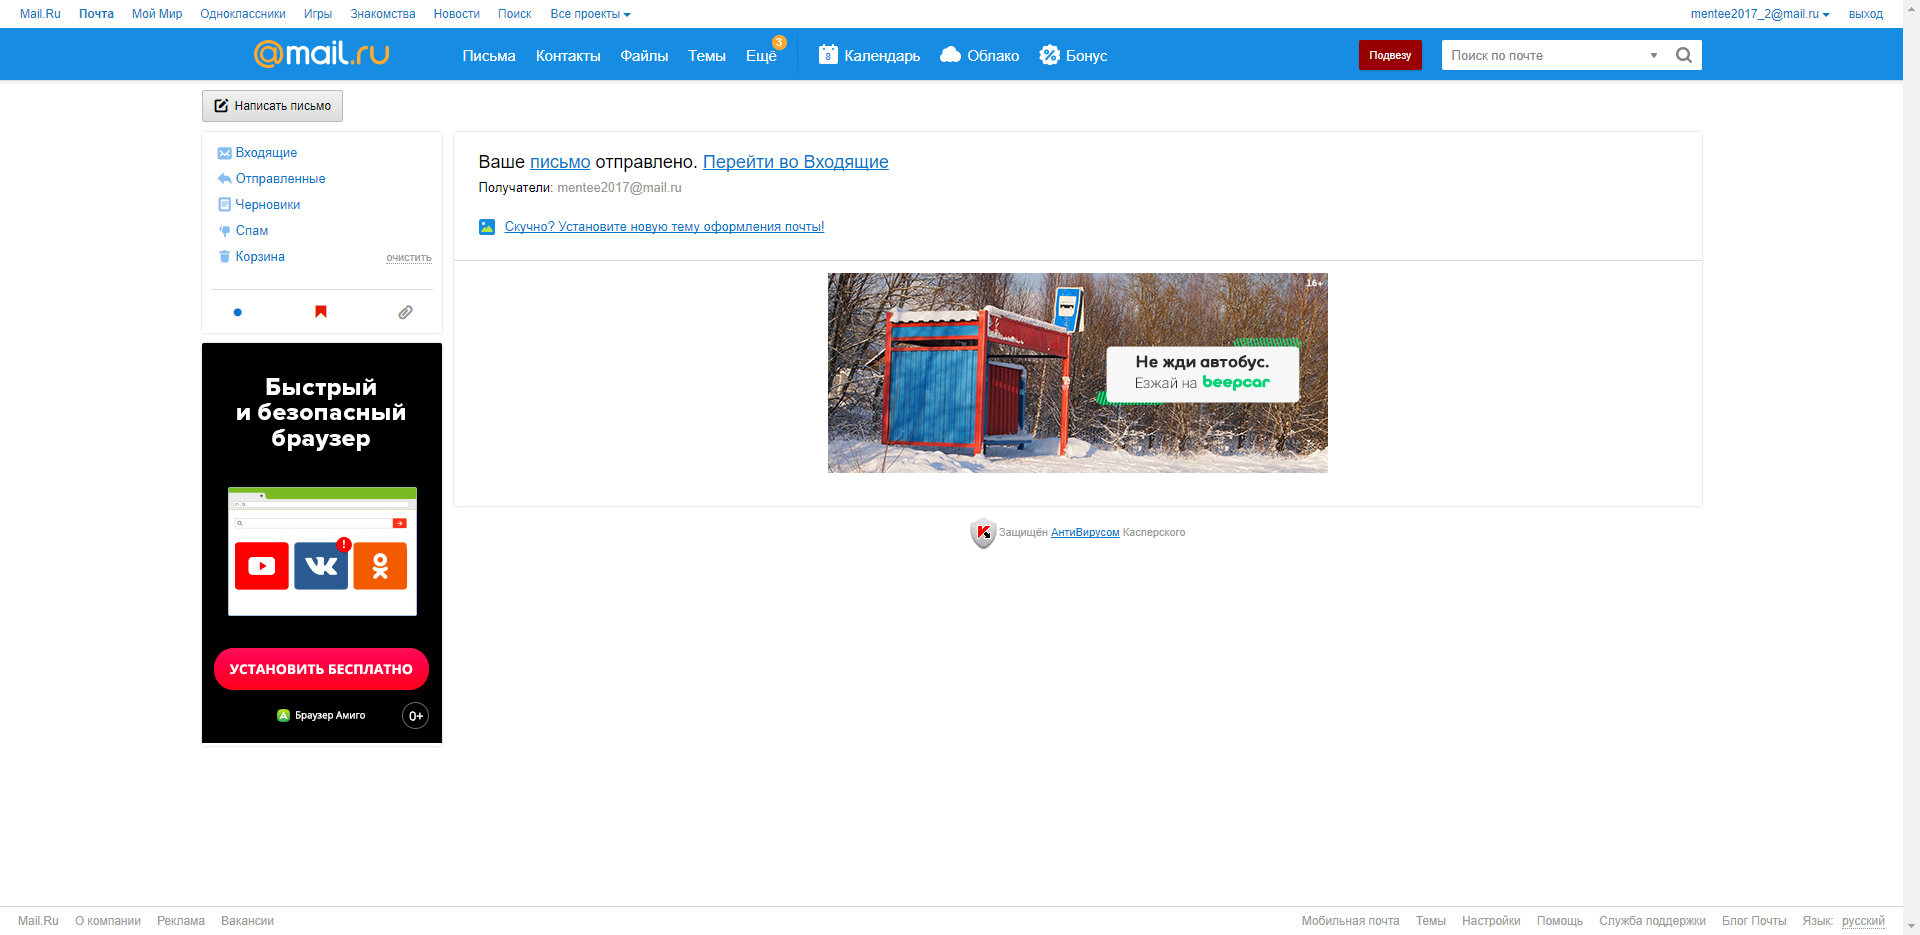 Mail.Ru Почта Мой Мир Одноклассники Игры Знакомства Новости Поиск Все проекты mentee2017_2@mail.ru выход
@mail.ru Письма Контакты Файлы Темы Ещё 3 8 Календарь Облако Бонус Подвезу Поиск по почте
Написать письмо
Входящие
Отправленные
Черновики
Спам
Корзина очистить
Ваше письмо отправлено. Перейти во Входящие
Получатели: mentee2017@mail.ru
Скучно? Установите новую тему оформления почты!
16+
Не жди автобус.
Езжай на beepcar
Защищён АнтиВирусом Касперского
Быстрый
и безопасный
браузер
!
УСТАНОВИТЬ БЕСПЛАТНО
Браузер Амиго 0+
Mail.Ru О компании Реклама Вакансии Мобильная почта Темы Настройки Помощь Служба поддержки Блог Почты Язык: русский